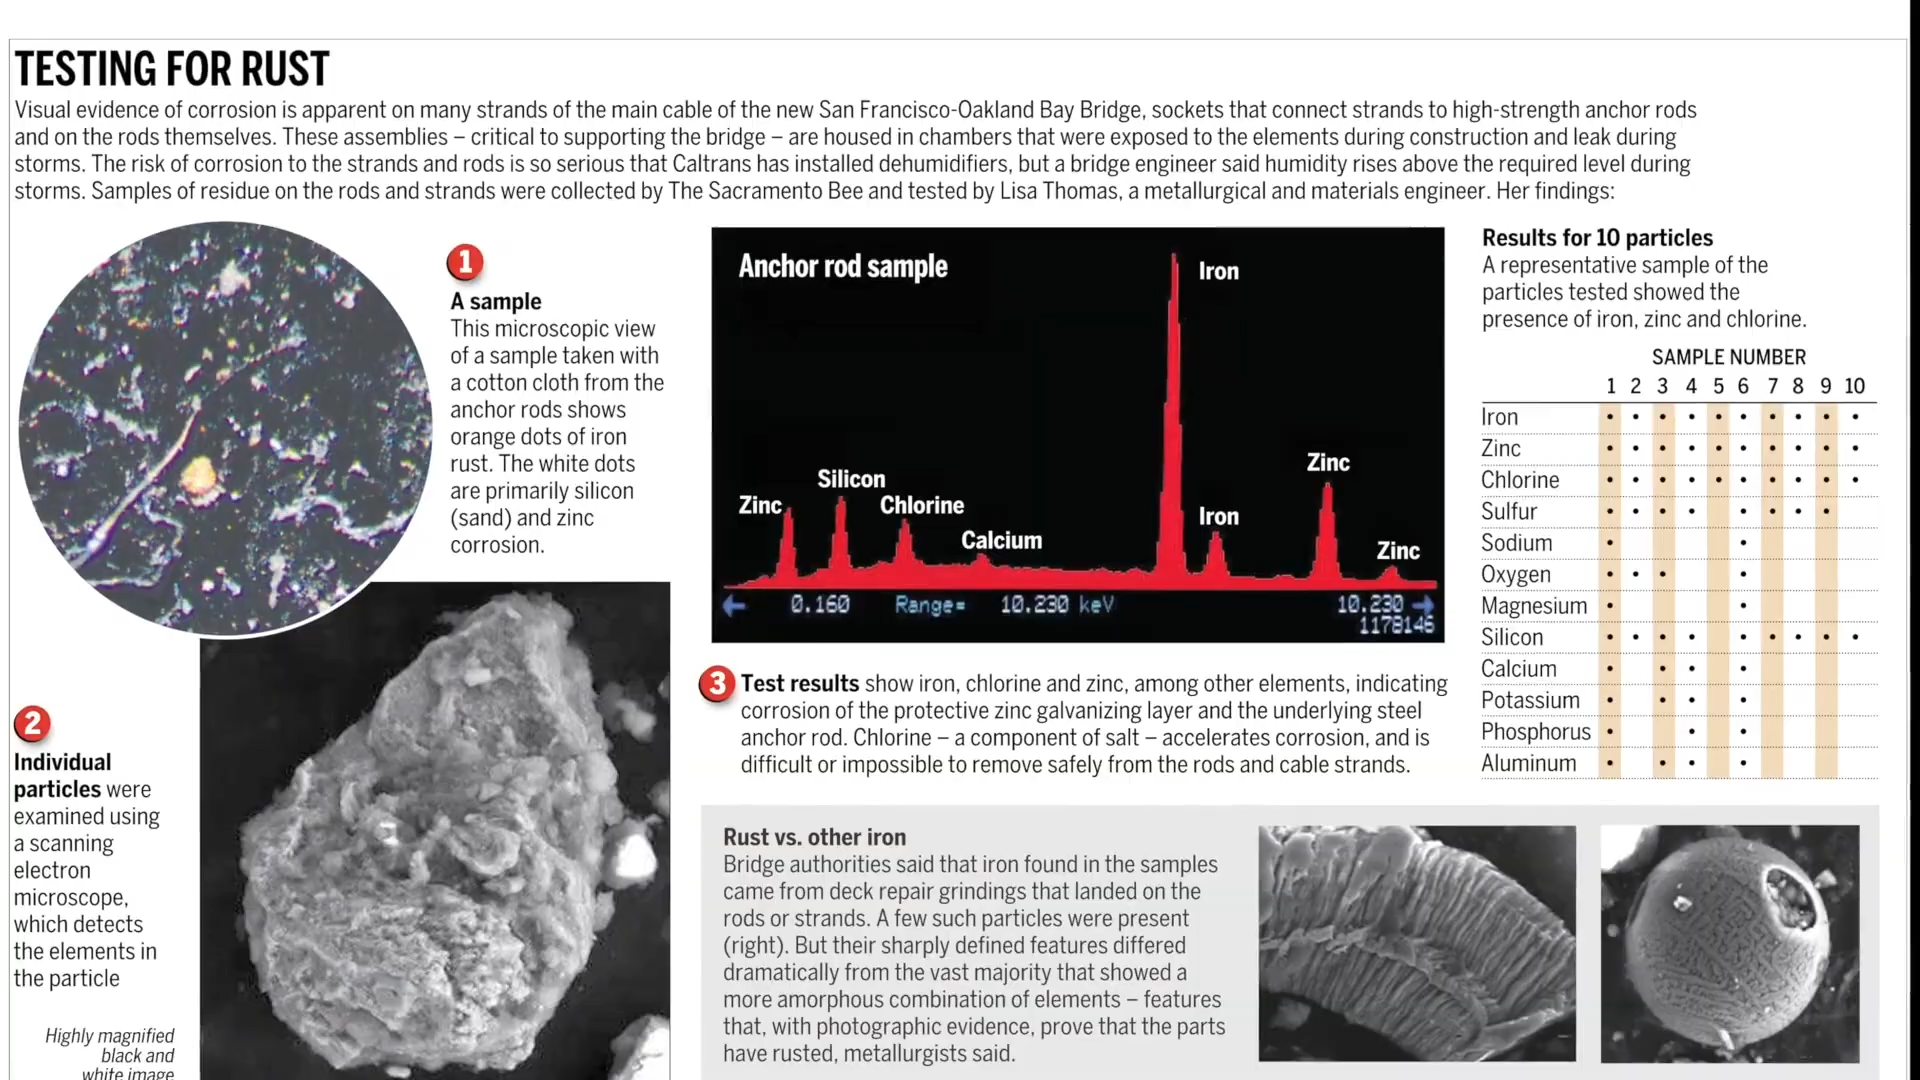 TESTING FOR RUST
Visual evidence of corrosion is apparent on many strands of the main cable of the new San Francisco-Oakland Bay Bridge, sockets that connect strands to high-strength anchor rods
and on the rods themselves. These assemblies – critical to supporting the bridge – are housed in chambers that were exposed to the elements during construction and leak during
storms. The risk of corrosion to the strands and rods is so serious that Caltrans has installed dehumidifiers, but a bridge engineer said humidity rises above the required level during
storms. Samples of residue on the rods and strands were collected by The Sacramento Bee and tested by Lisa Thomas, a metallurgical and materials engineer. Her findings:
1
A sample
This microscopic view
of a sample taken with
a cotton cloth from the
anchor rods shows
orange dots of iron
rust. The white dots
are primarily silicon
(sand) and zinc
corrosion.
2
Individual
particles were
examined using
a scanning
electron
microscope,
which detects
the elements in
the particle
Highly magnified
black and
white image
Anchor rod sample
Iron
Zinc
Silicon
Chlorine
Calcium
Iron
Zinc
Zinc
0.160 Range= 10.230 keV 10.230
1178146
3
Test results show iron, chlorine and zinc, among other elements, indicating
corrosion of the protective zinc galvanizing layer and the underlying steel
anchor rod. Chlorine – a component of salt – accelerates corrosion, and is
difficult or impossible to remove safely from the rods and cable strands.
Results for 10 particles
A representative sample of the
particles tested showed the
presence of iron, zinc and chlorine.
SAMPLE NUMBER
1 2 3 4 5 6 7 8 9 10
Iron
Zinc
Chlorine
Sulfur
Sodium
Oxygen
Magnesium
Silicon
Calcium
Potassium
Phosphorus
Aluminum
Rust vs. other iron
Bridge authorities said that iron found in the samples
came from deck repair grindings that landed on the
rods or strands. A few such particles were present
(right). But their sharply defined features differed
dramatically from the vast majority that showed a
more amorphous combination of elements – features
that, with photographic evidence, prove that the parts
have rusted, metallurgists said.